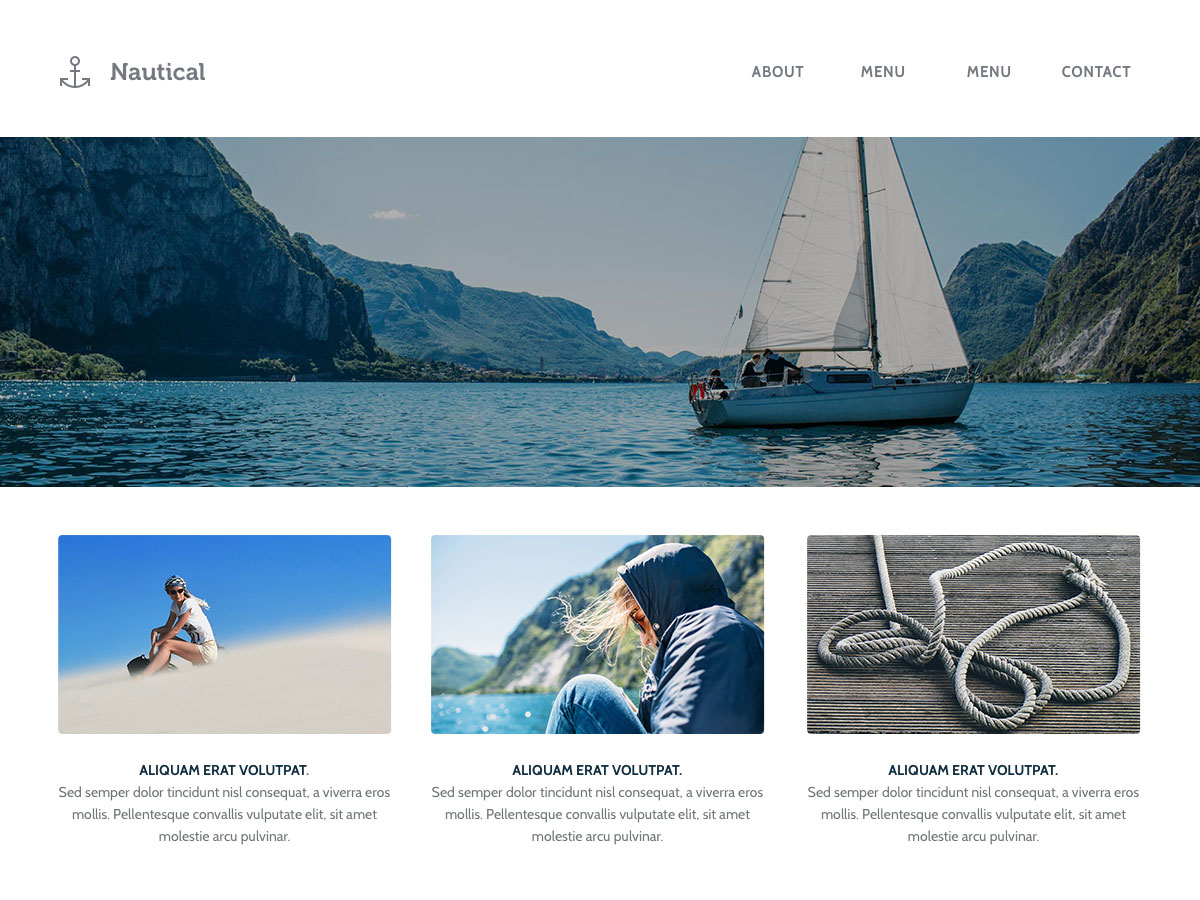 Nautical
ABOUT MENU MENU CONTACT
ALIQUAM ERAT VOLUTPAT.
Sed semper dolor tincidunt nisl consequat, a viverra eros
mollis. Pellentesque convallis vulputate elit, sit amet
molestie arcu pulvinar.
ALIQUAM ERAT VOLUTPAT.
Sed semper dolor tincidunt nisl consequat, a viverra eros
mollis. Pellentesque convallis vulputate elit, sit amet
molestie arcu pulvinar.
ALIQUAM ERAT VOLUTPAT.
Sed semper dolor tincidunt nisl consequat, a viverra eros
mollis. Pellentesque convallis vulputate elit, sit amet
molestie arcu pulvinar.